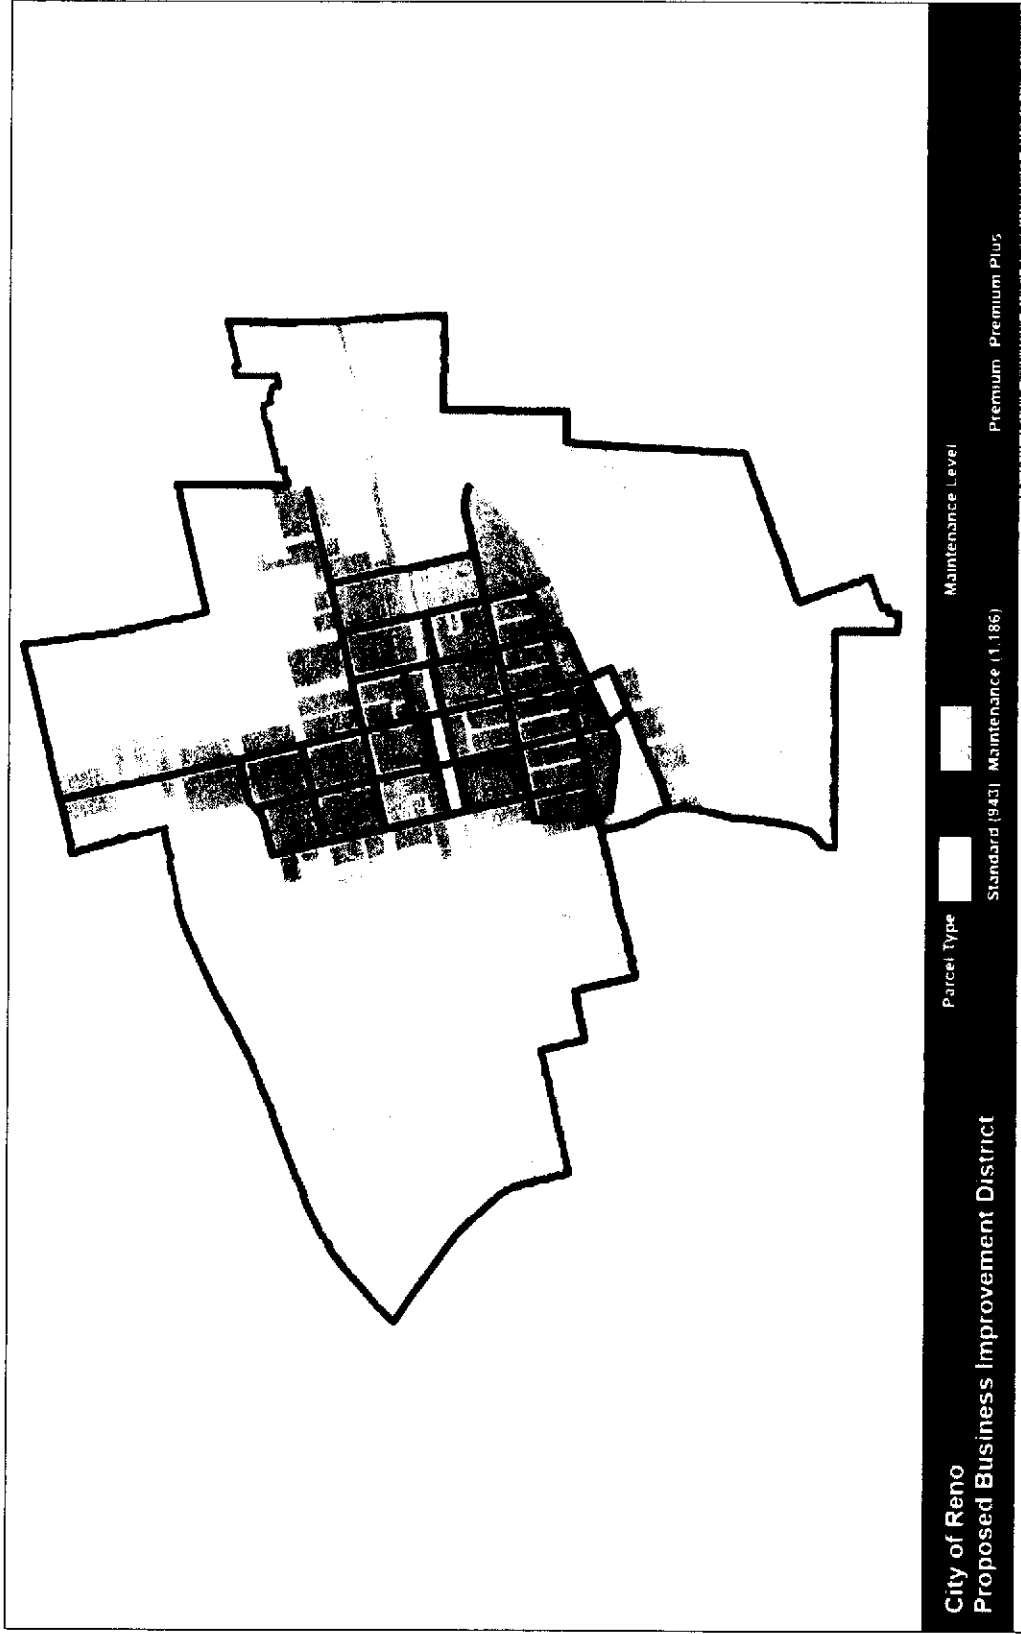 City of Reno
Proposed Business Improvement District
Parcel Type
Standard (943) Maintenance (1,186)
Maintenance Level
Premium Premium Plus